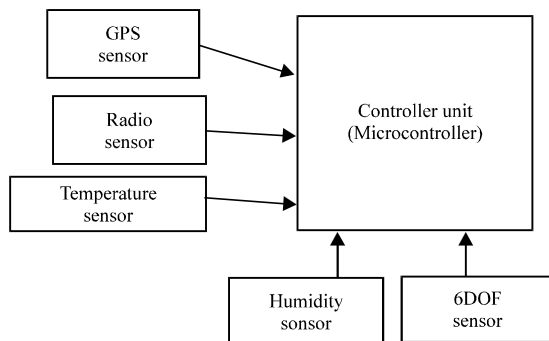 GPS
sensor
Radio
sensor
Temperature
sensor
Controller unit
(Microcontroller)
Humidity
sonsor
6DOF
sensor